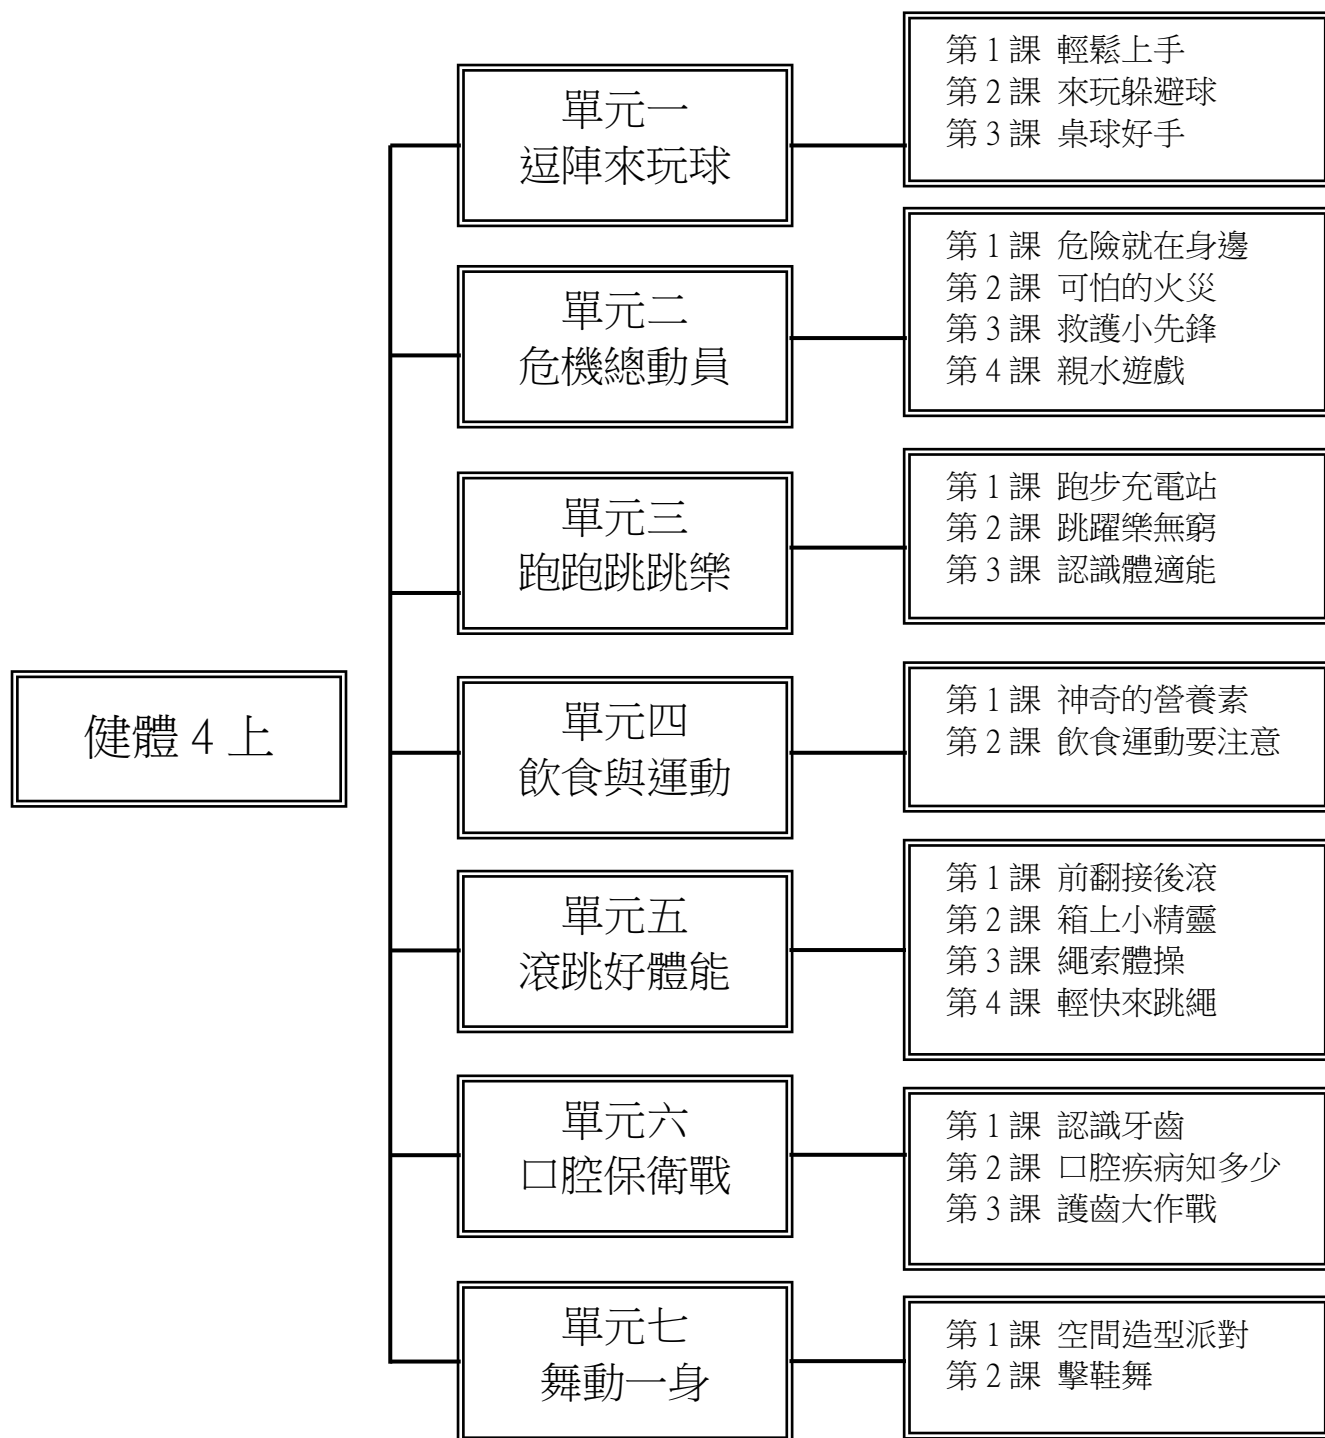 健體 4 上
單元一
逗陣來玩球
第 1 課 輕鬆上手
第 2 課 來玩躲避球
第 3 課 桌球好手
單元二
危機總動員
第 1 課 危險就在身邊
第 2 課 可怕的火災
第 3 課 救護小先鋒
第 4 課 親水遊戲
單元三
跑跑跳跳樂
第 1 課 跑步充電站
第 2 課 跳躍樂無窮
第 3 課 認識體適能
單元四
飲食與運動
第 1 課 神奇的營養素
第 2 課 飲食運動要注意
單元五
滾跳好體能
第 1 課 前翻接後滾
第 2 課 箱上小精靈
第 3 課 繩索體操
第 4 課 輕快來跳繩
單元六
口腔保衛戰
第 1 課 認識牙齒
第 2 課 口腔疾病知多少
第 3 課 護齒大作戰
單元七
舞動一身
第 1 課 空間造型派對
第 2 課 擊鞋舞